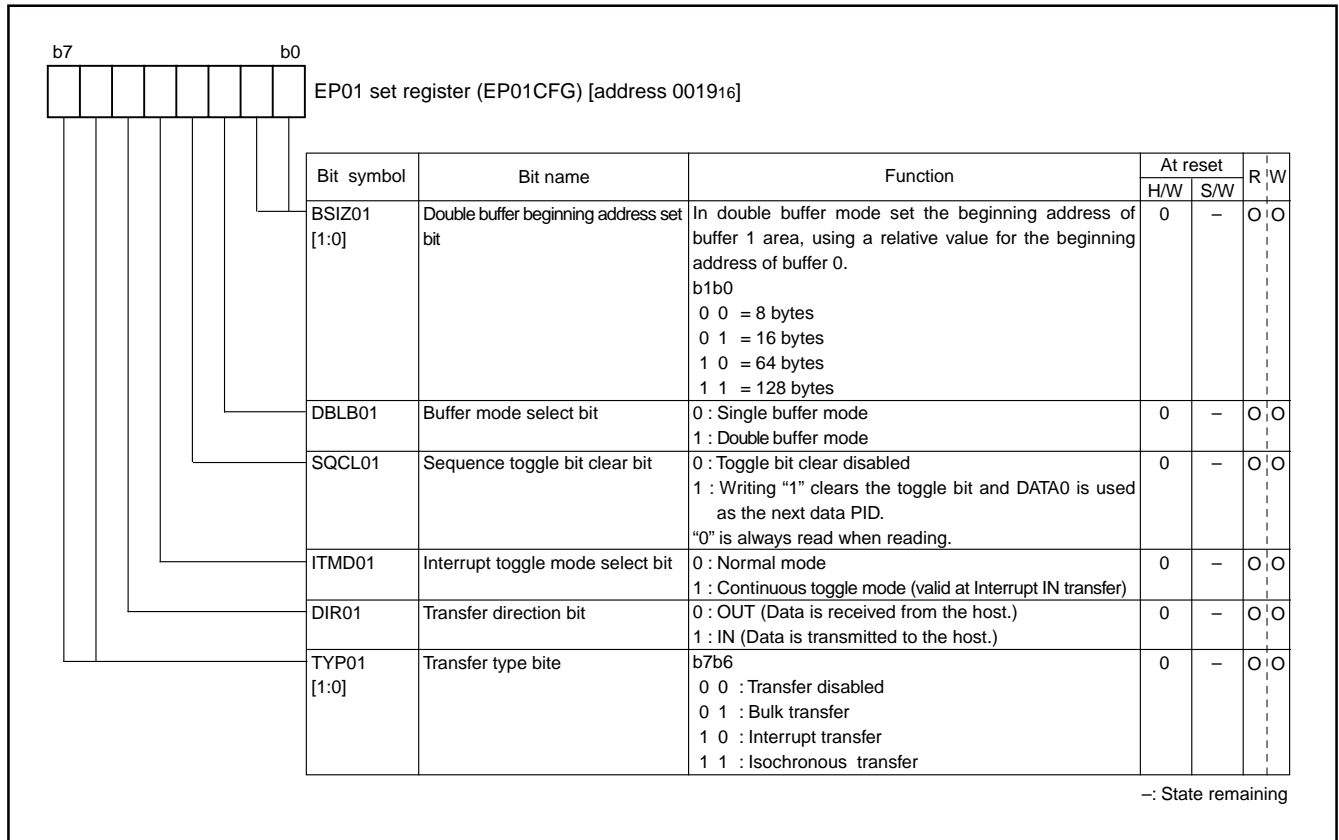 b7 b0
EP01 set register (EP01CFG) [address 001916]
Bit symbol Bit name Function At reset R W
H/W S/W
BSIZ01 Double buffer beginning address set In double buffer mode set the beginning address of 0 – O O
[1:0] bit buffer 1 area, using a relative value for the beginning
address of buffer 0.
b1b0
0 0 = 8 bytes
0 1 = 16 bytes
1 0 = 64 bytes
1 1 = 128 bytes
DBLB01 Buffer mode select bit 0 : Single buffer mode 0 – O O
1 : Double buffer mode
SQCL01 Sequence toggle bit clear bit 0 : Toggle bit clear disabled 0 – O O
1 : Writing “1” clears the toggle bit and DATA0 is used
as the next data PID.
“0” is always read when reading.
ITMD01 Interrupt toggle mode select bit 0 : Normal mode 0 – O O
1 : Continuous toggle mode (valid at Interrupt IN transfer)
DIR01 Transfer direction bit 0 : OUT (Data is received from the host.) 0 – O O
1 : IN (Data is transmitted to the host.)
TYP01 Transfer type bite b7b6 0 – O O
[1:0] 0 0 : Transfer disabled
0 1 : Bulk transfer
1 0 : Interrupt transfer
1 1 : Isochronous transfer
–: State remaining